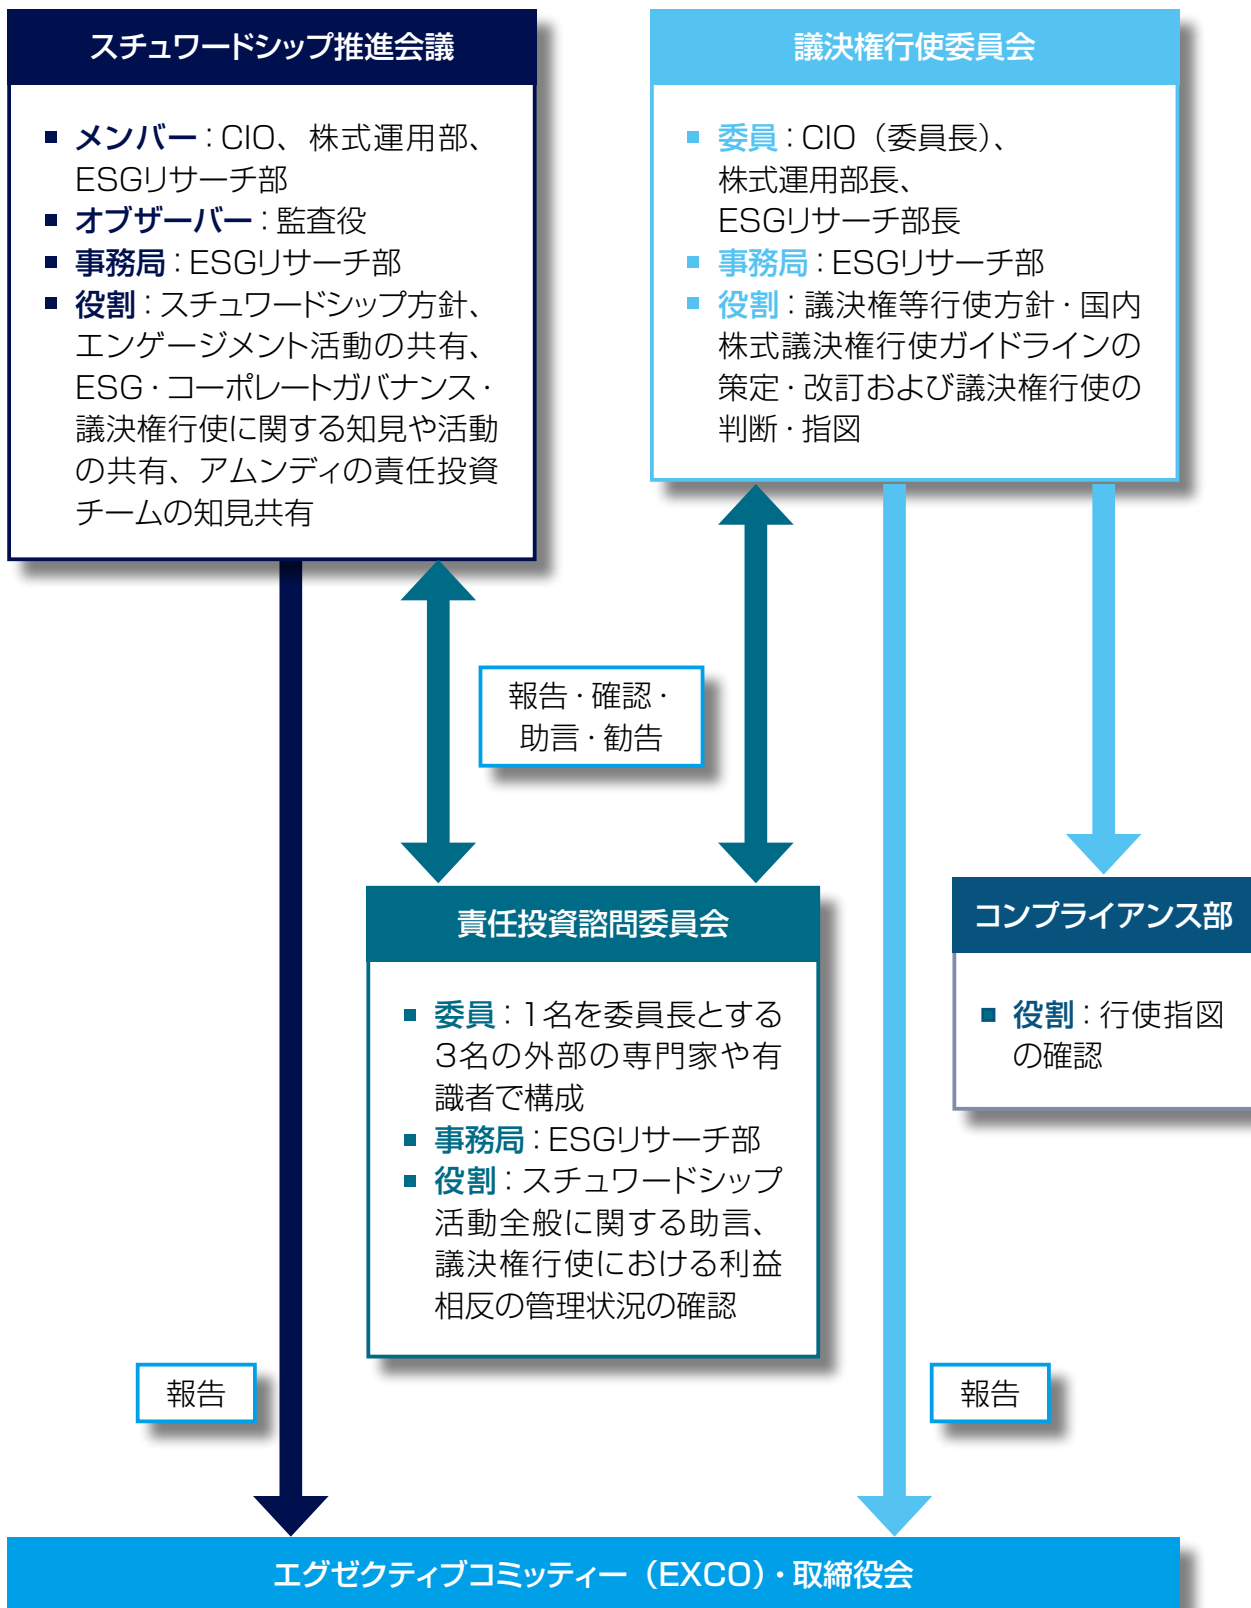 スチュワードシップ推進会議
■ メンバー：CIO、株式運用部、
ESGリサーチ部
■ オブザーバー：監査役
■ 事務局：ESGリサーチ部
■ 役割：スチュワードシップ方針、
エンゲージメント活動の共有、
ESG・コーポレートガバナンス・
議決権行使に関する知見や活動
の共有、アムンディの責任投資
チームの知見共有
議決権行使委員会
■ 委員：CIO（委員長）、
株式運用部長、
ESGリサーチ部長
■ 事務局：ESGリサーチ部
■ 役割：議決権等行使方針・国内
株式議決権行使ガイドラインの
策定・改訂および議決権行使の
判断・指図
報告・確認・
助言・勧告
責任投資諮問委員会
■ 委員：1名を委員長とする
3名の外部の専門家や有
識者で構成
■ 事務局：ESGリサーチ部
■ 役割：スチュワードシップ
活動全般に関する助言、
議決権行使における利益
相反の管理状況の確認
コンプライアンス部
■ 役割：行使指図
の確認
報告
報告
エグゼクティブコミッティー（EXCO）・取締役会